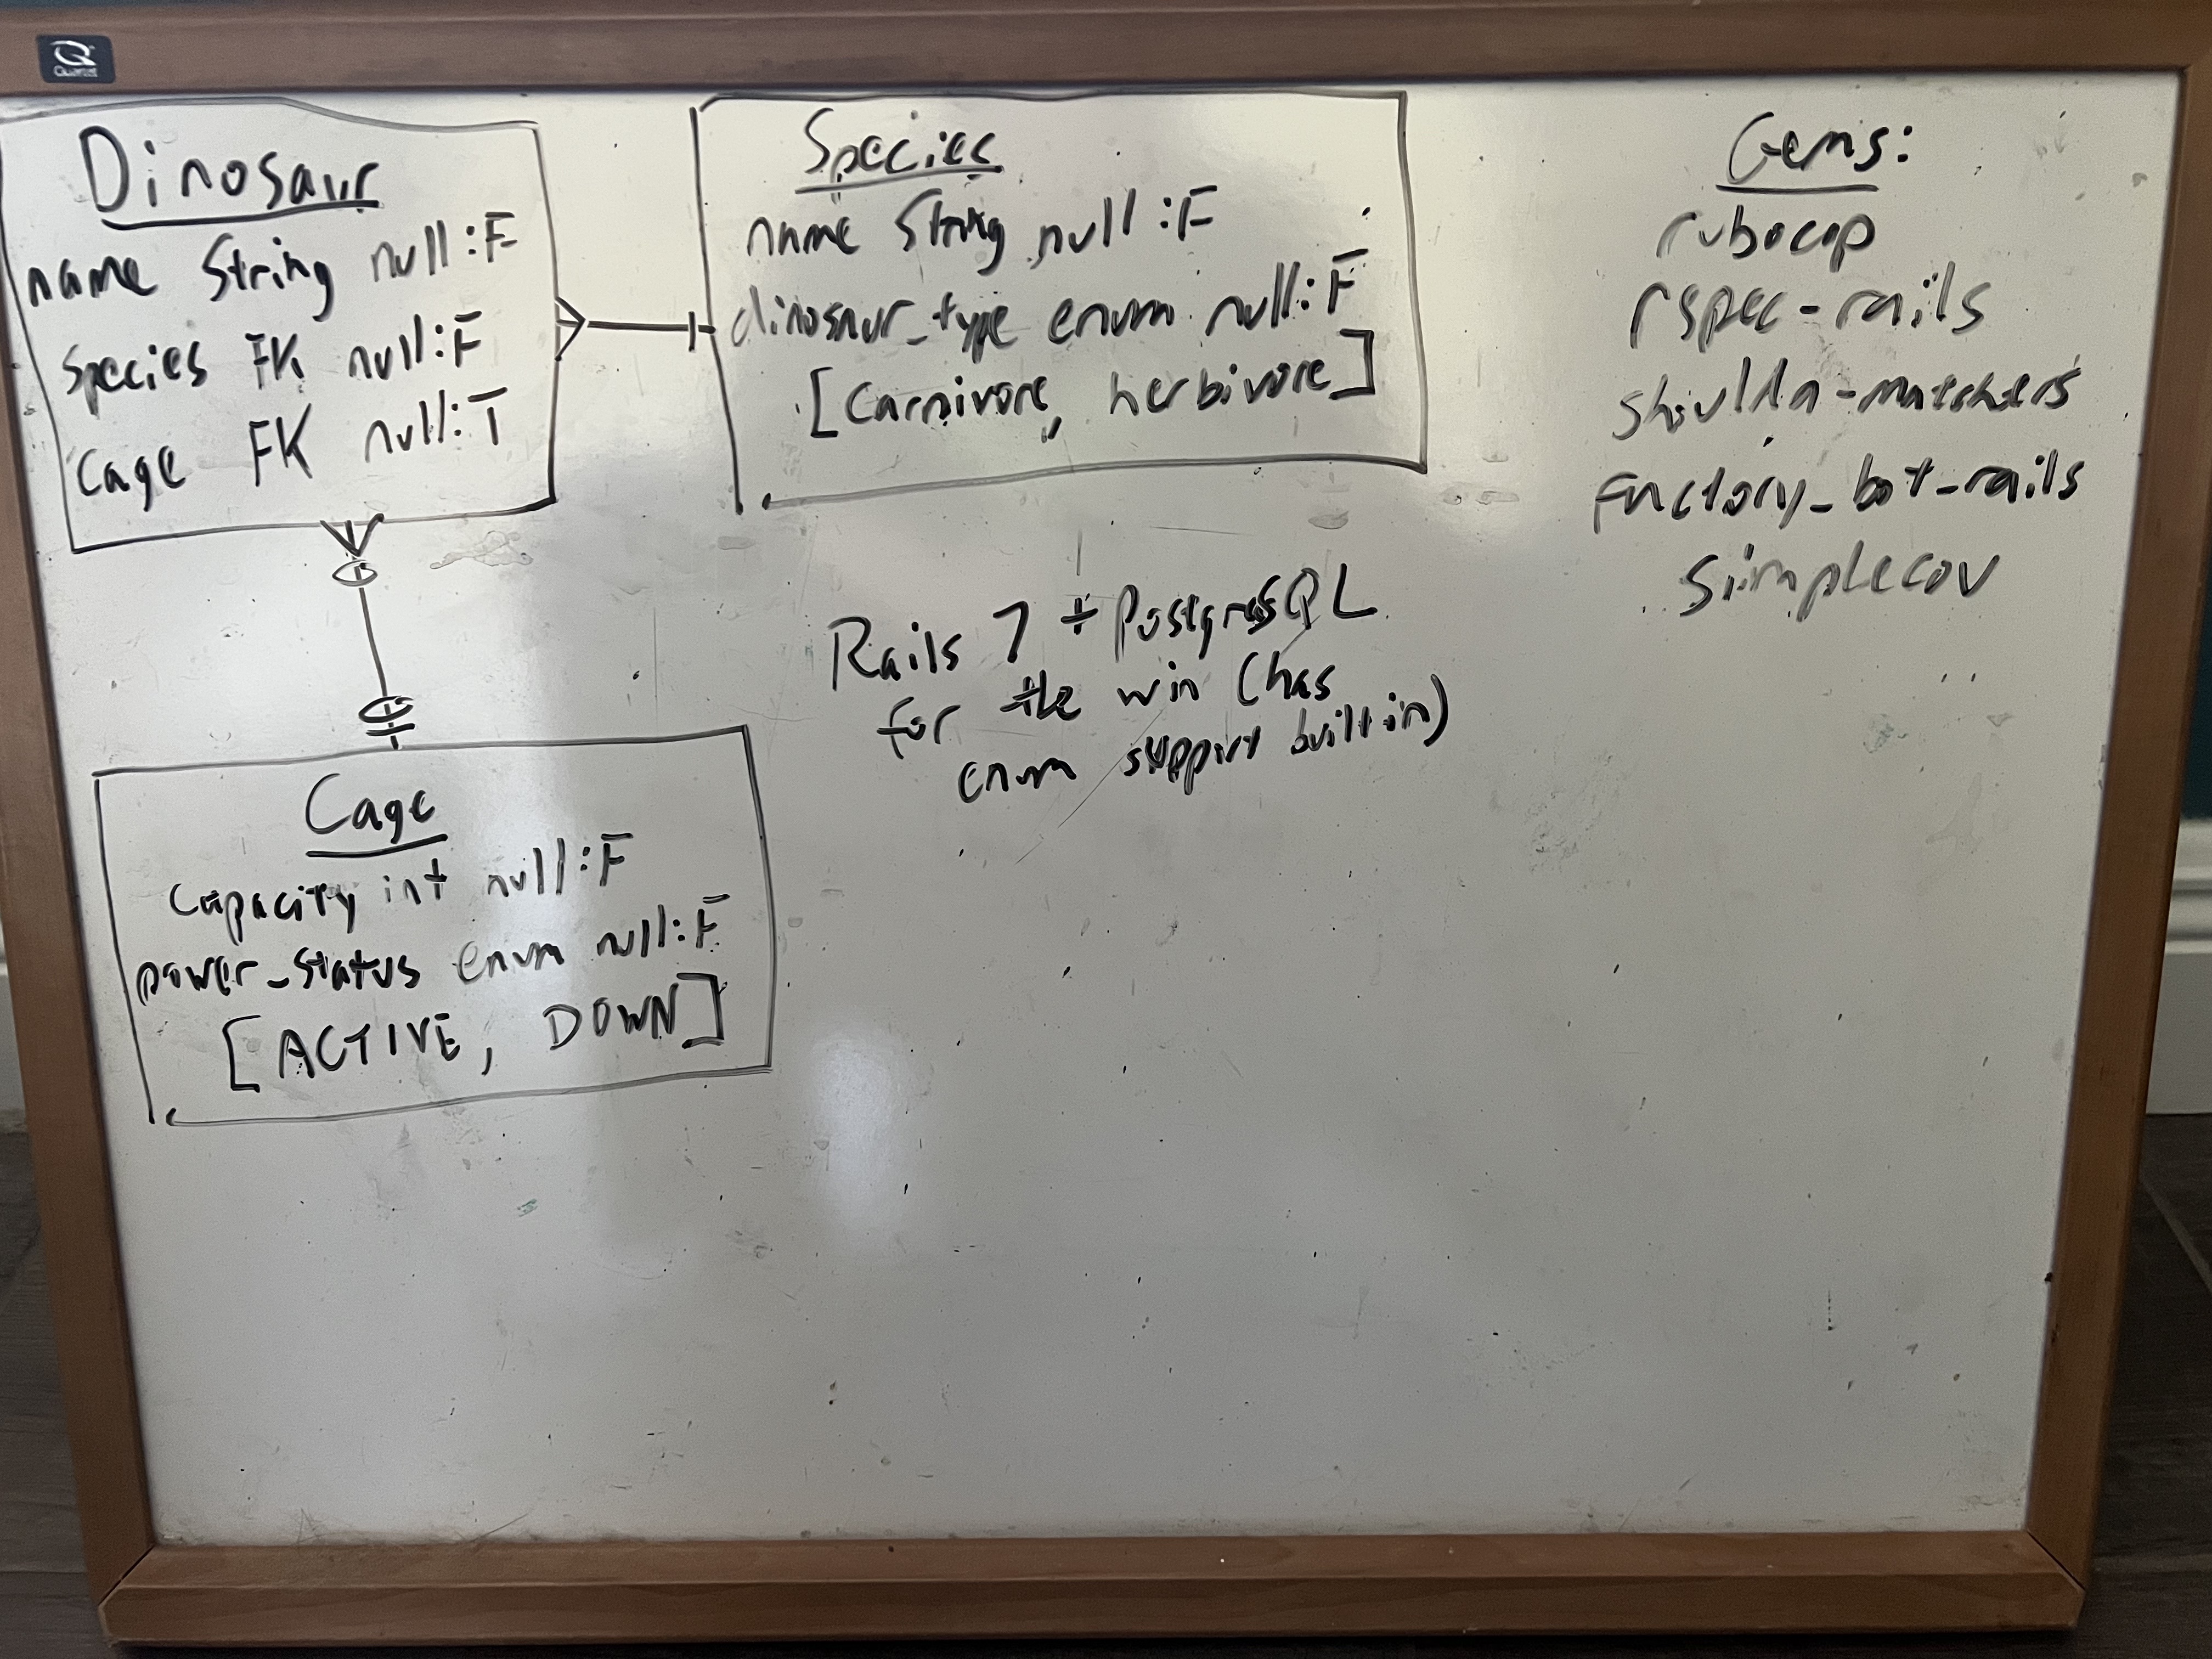 Quartet
Dinosaur
name String null:F
Species FK null:F
Cage FK null:T
Species
name String null:F
dinosaur_type enum null:F
[Carnivore, herbivore]
Cage
Capacity int null:F
power_status enum null:F
[ACTIVE, DOWN]
Rails 7 + PostgreSQL
for the win (has
enum support built in)
Gems:
rubocop
rspec-rails
shoulda-matchers
factory_bot_rails
simplecov